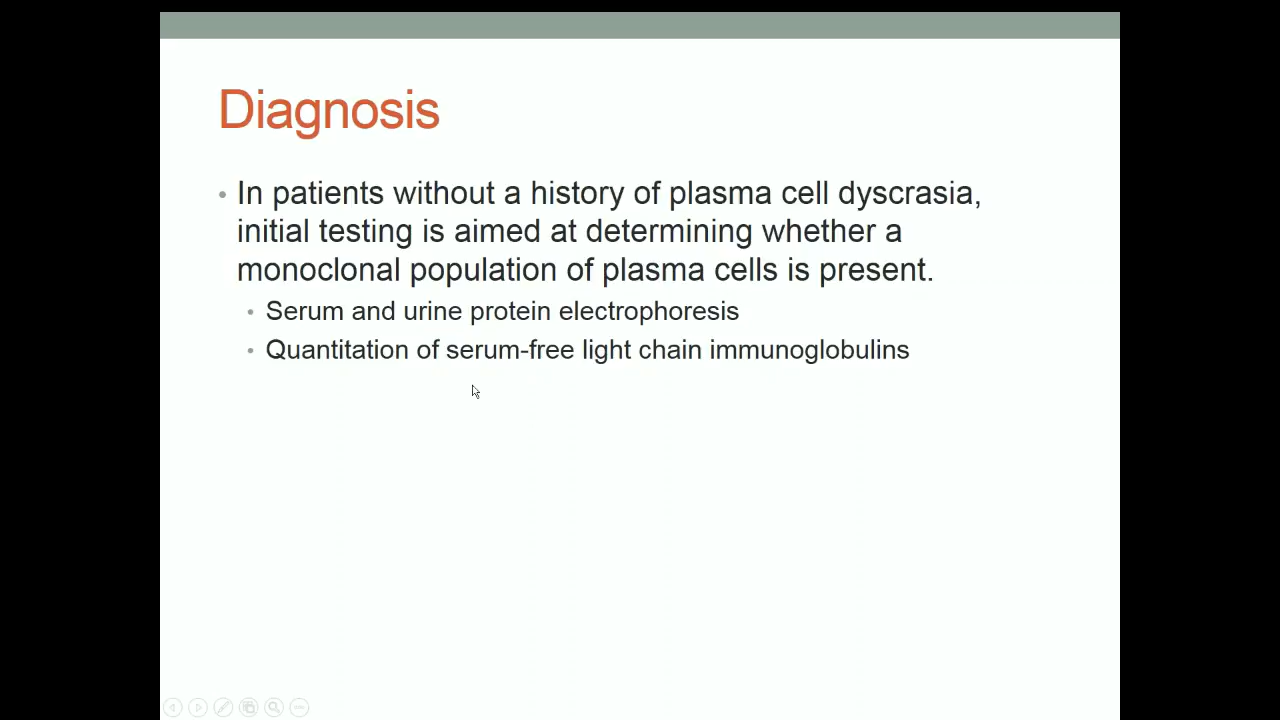 Diagnosis
• In patients without a history of plasma cell dyscrasia,
initial testing is aimed at determining whether a
monoclonal population of plasma cells is present.
• Serum and urine protein electrophoresis
• Quantitation of serum-free light chain immunoglobulins